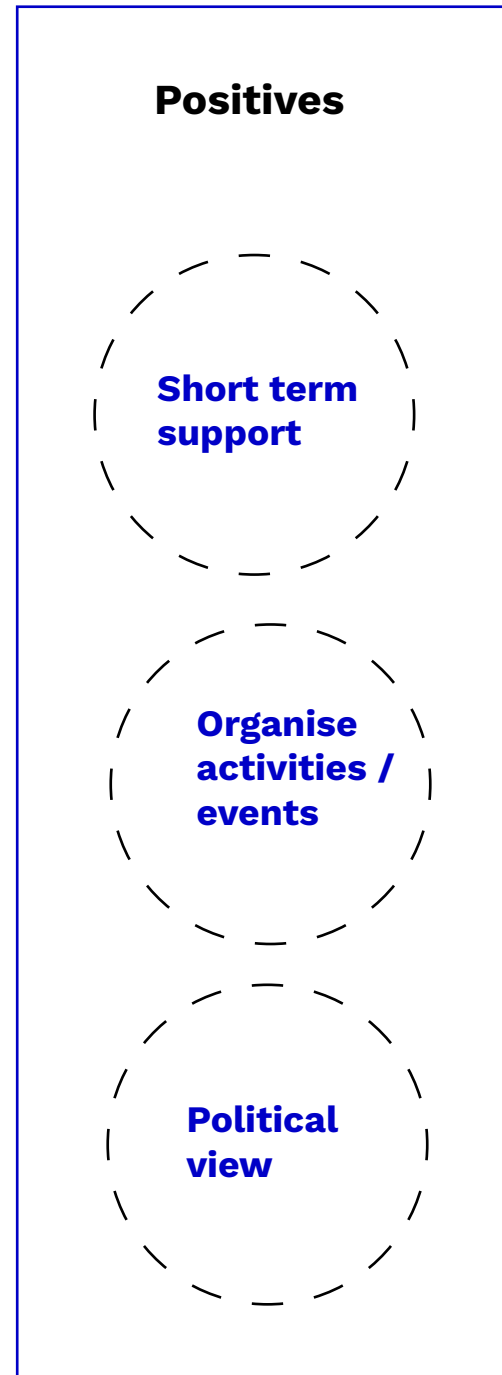 Positives
Short term
support
Organise
activities /
events
Political
view